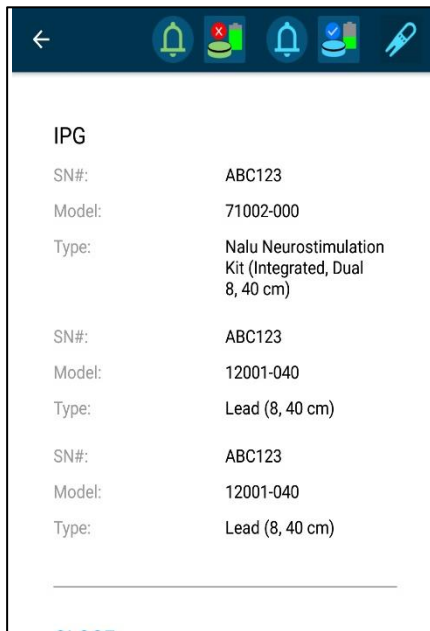 IPG
SN#: ABC123
Model: 71002-000
Type: Nalu Neurostimulation
Kit (Integrated, Dual
8, 40 cm)
SN#: ABC123
Model: 12001-040
Type: Lead (8, 40 cm)
SN#: ABC123
Model: 12001-040
Type: Lead (8, 40 cm)